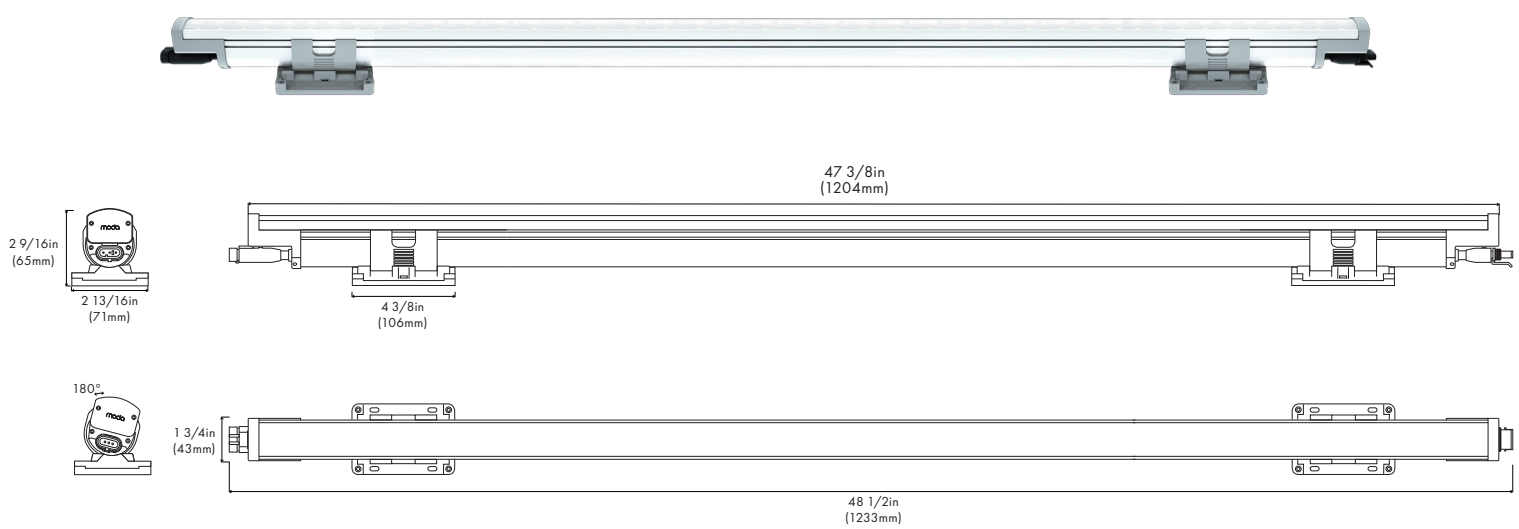 47 3/8in
(1204mm)
moda
2 9/16in
(65mm)
2 13/16in
(71mm)
4 3/8in
(106mm)
180°
moda
1 3/4in
(43mm)
48 1/2in
(1233mm)